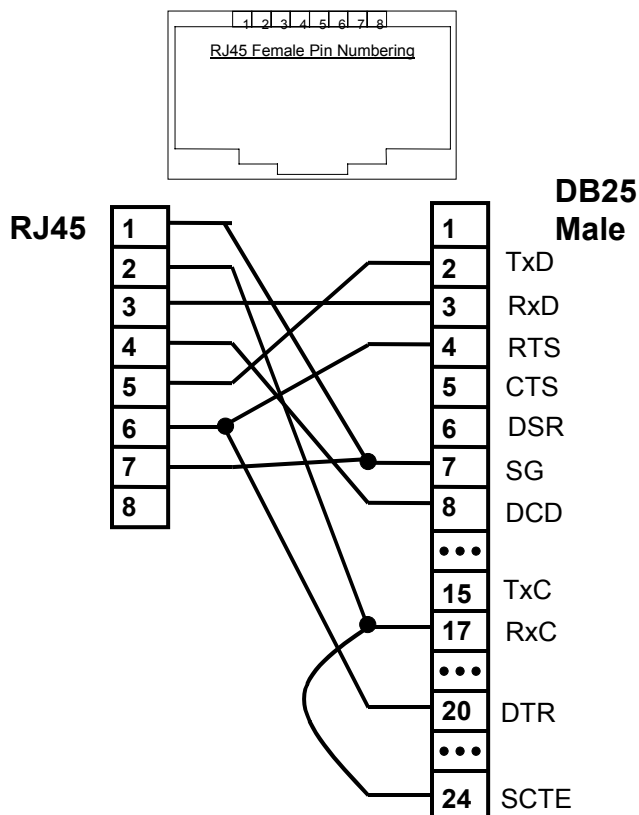 1 2 3 4 5 6 7 8
RJ45 Female Pin Numbering
DB25
Male
RJ45
1
2
3
4
5
6
7
8
1
2 TxD
3 RxD
4 RTS
5 CTS
6 DSR
7 SG
8 DCD
•••
15 TxC
17 RxC
•••
20 DTR
•••
24 SCTE